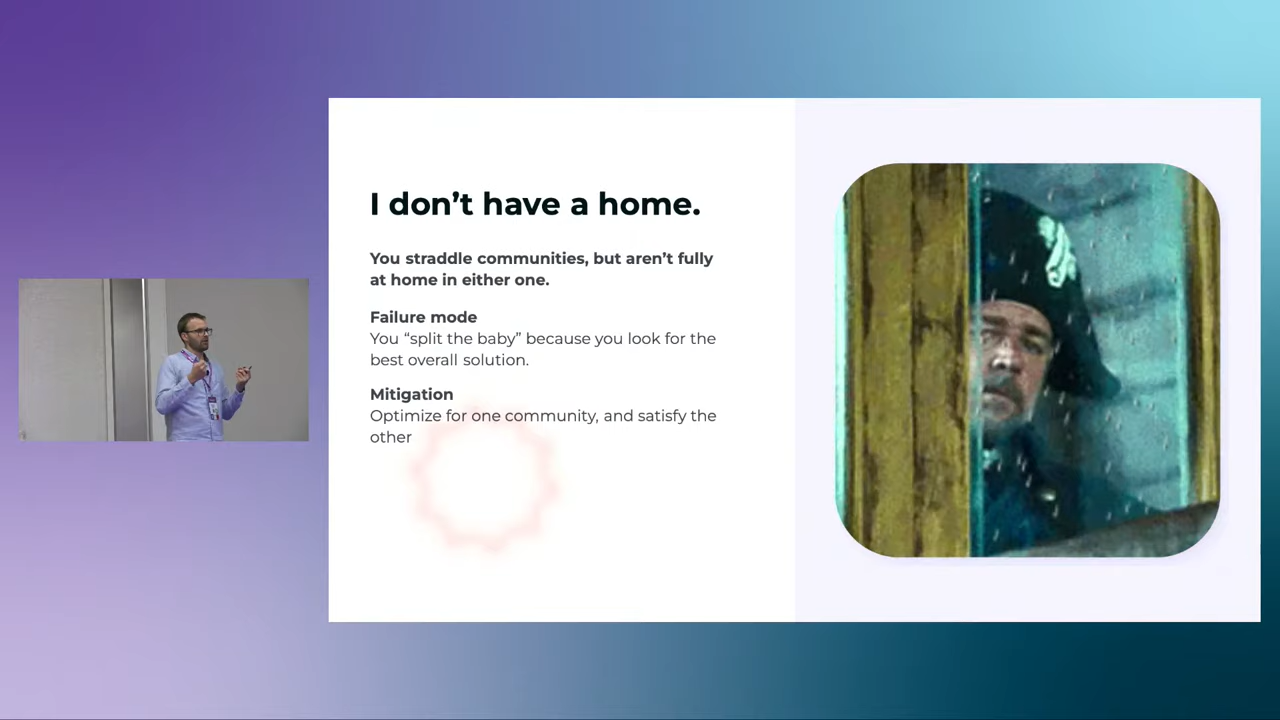 I don’t have a home.
You straddle communities, but aren’t fully
at home in either one.
Failure mode
You “split the baby” because you look for the
best overall solution.
Mitigation
Optimize for one community, and satisfy the
other